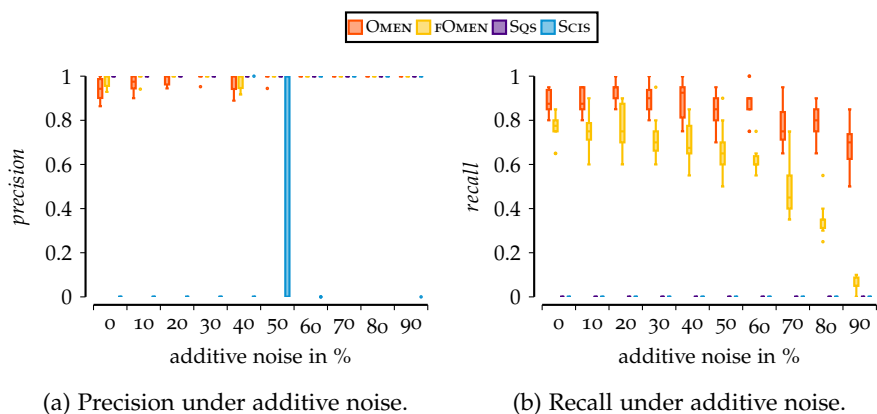 OMEN fOMEN SQS SCIS
1
0.8
0.6
0.4
0.2
0
precision
0 10 20 30 40 50 60 70 80 90
additive noise in %
(a) Precision under additive noise.
1
0.8
0.6
0.4
0.2
0
recall
0 10 20 30 40 50 60 70 80 90
additive noise in %
(b) Recall under additive noise.